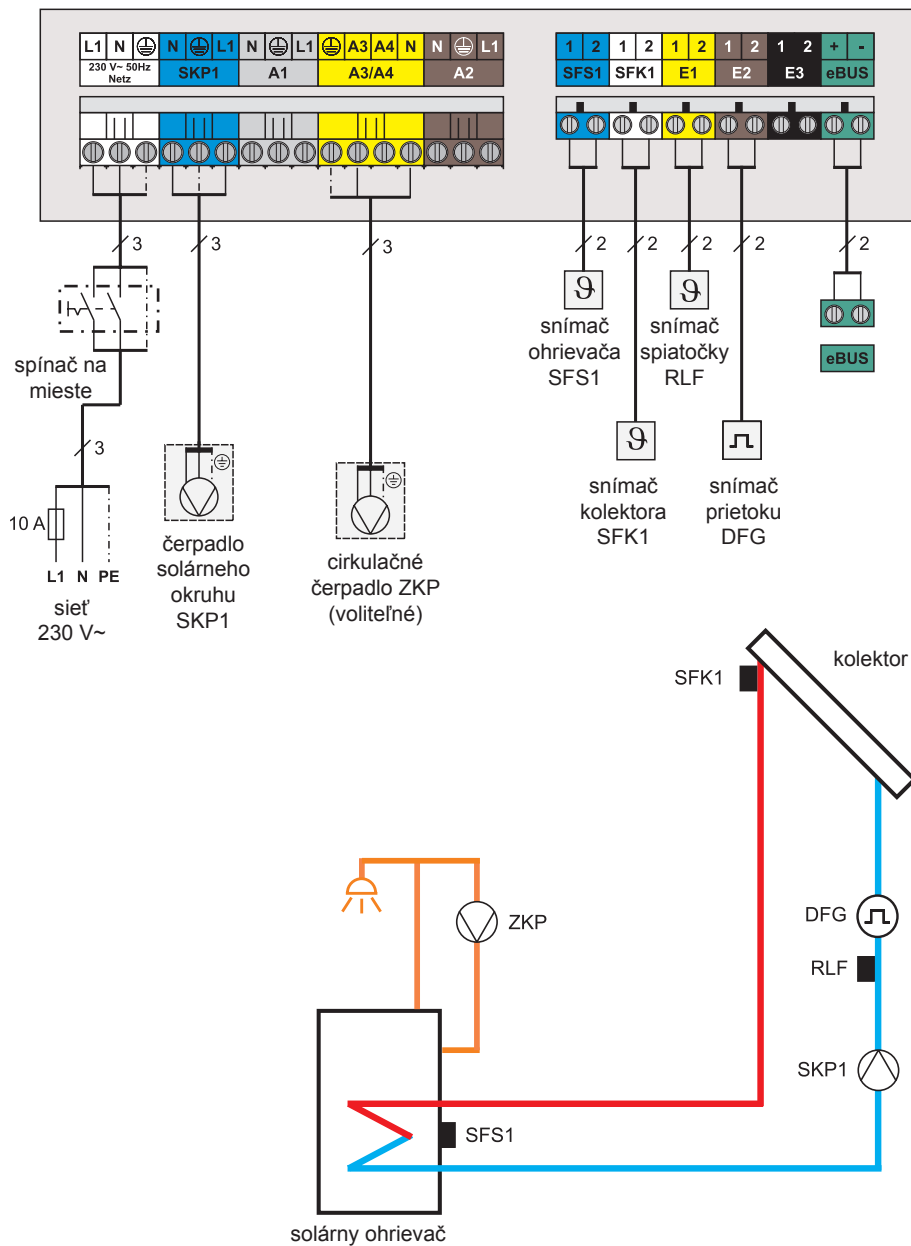 L1 N N L1 N L1 A3 A4 N N L1
230 V~ 50Hz
Netz
SKP1 A1 A3/A4 A2
1 2 1 2 1 2 1 2 1 2 + -
SFS1 SFK1 E1 E2 E3 eBUS
3 3 3 2 2 2 2 2
spínač na
mieste
3
10 A
L1 N PE
sieť
230 V~
čerpadlo
solárneho
okruhu
SKP1
cirkulačné
čerpadlo ZKP
(voliteľné)
snímač
ohrievača
SFS1
snímač
spiatočky
RLF
eBUS
snímač
kolektora
SFK1
snímač
prietoku
DFG
kolektor
SFK1
DFG
ZKP
RLF
SKP1
SFS1
solárny ohrievač